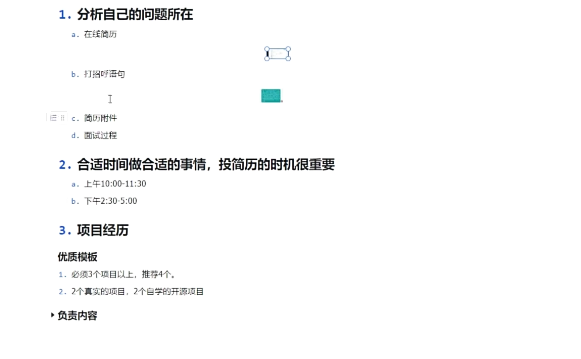 1. 分析自己的问题所在
a. 在线简历
b. 打招呼语句
c. 简历附件
d. 面试过程
2. 合适时间做合适的事情，投简历的时机很重要
a. 上午10:00-11:30
b. 下午2:30-5:00
3. 项目经历
优质模板
1. 必须3个项目以上，推荐4个。
2. 2个真实的项目，2个自学的开源项目
负责内容